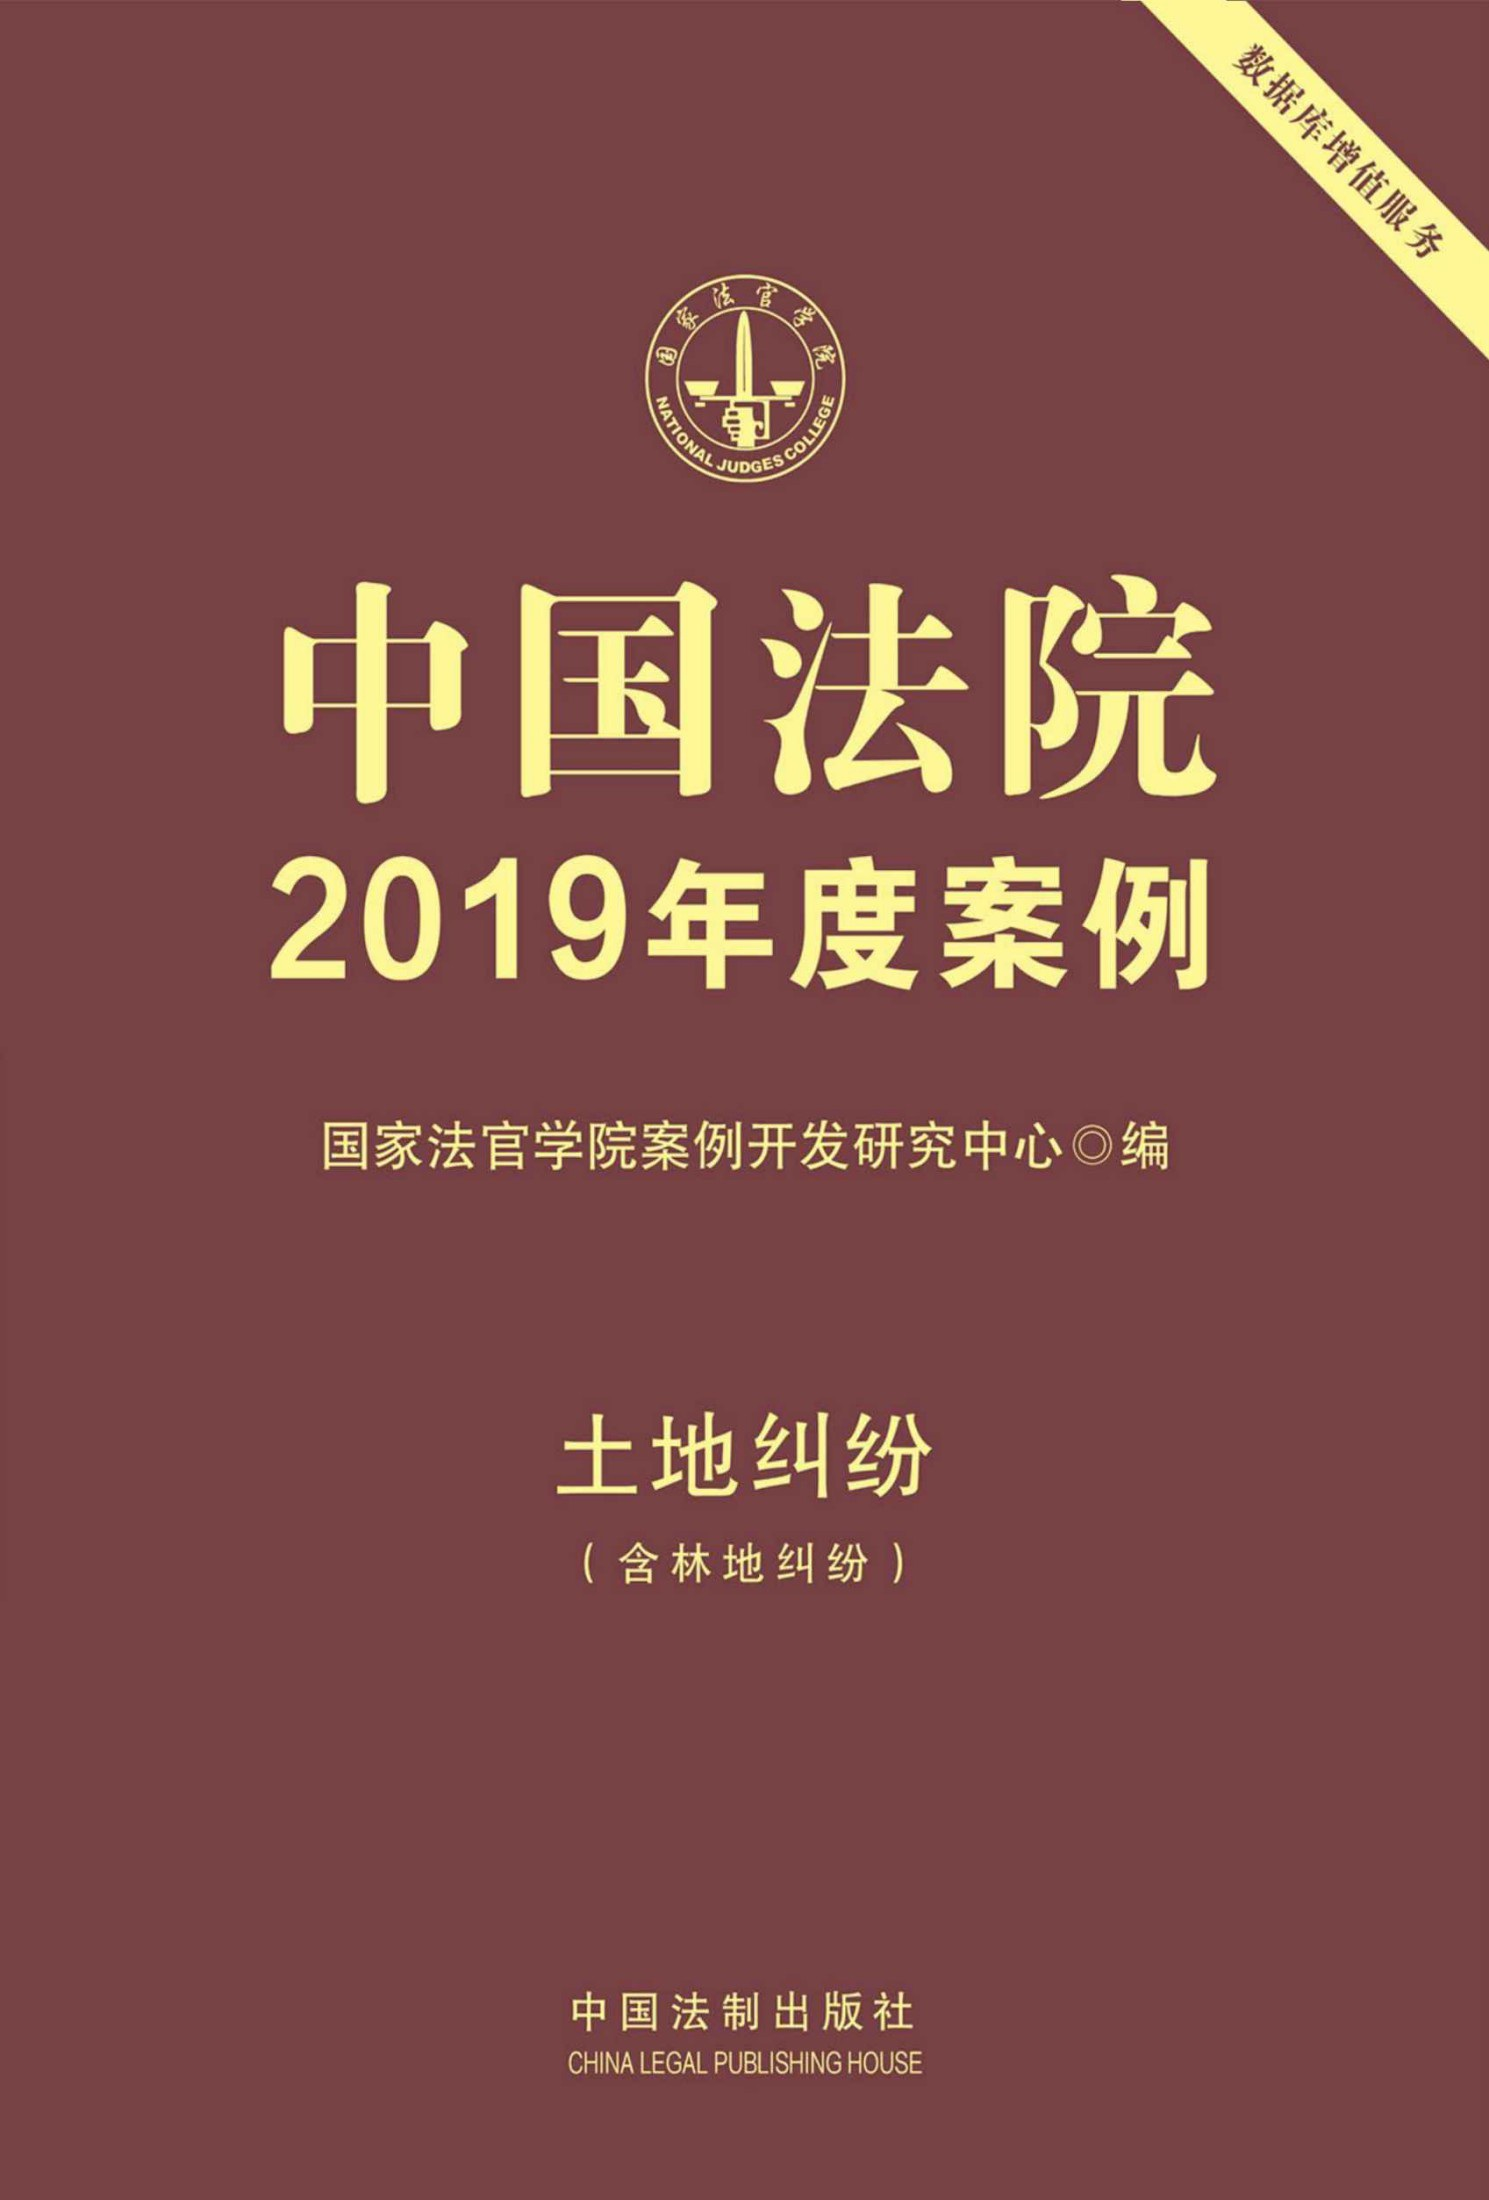 数据库增值服务
国家法官学院
NATIONAL JUDGES COLLEGE
中国法院
2019年度案例
国家法官学院案例开发研究中心◎编
土地纠纷
（含林地纠纷）
中国法制出版社
CHINA LEGAL PUBLISHING HOUSE